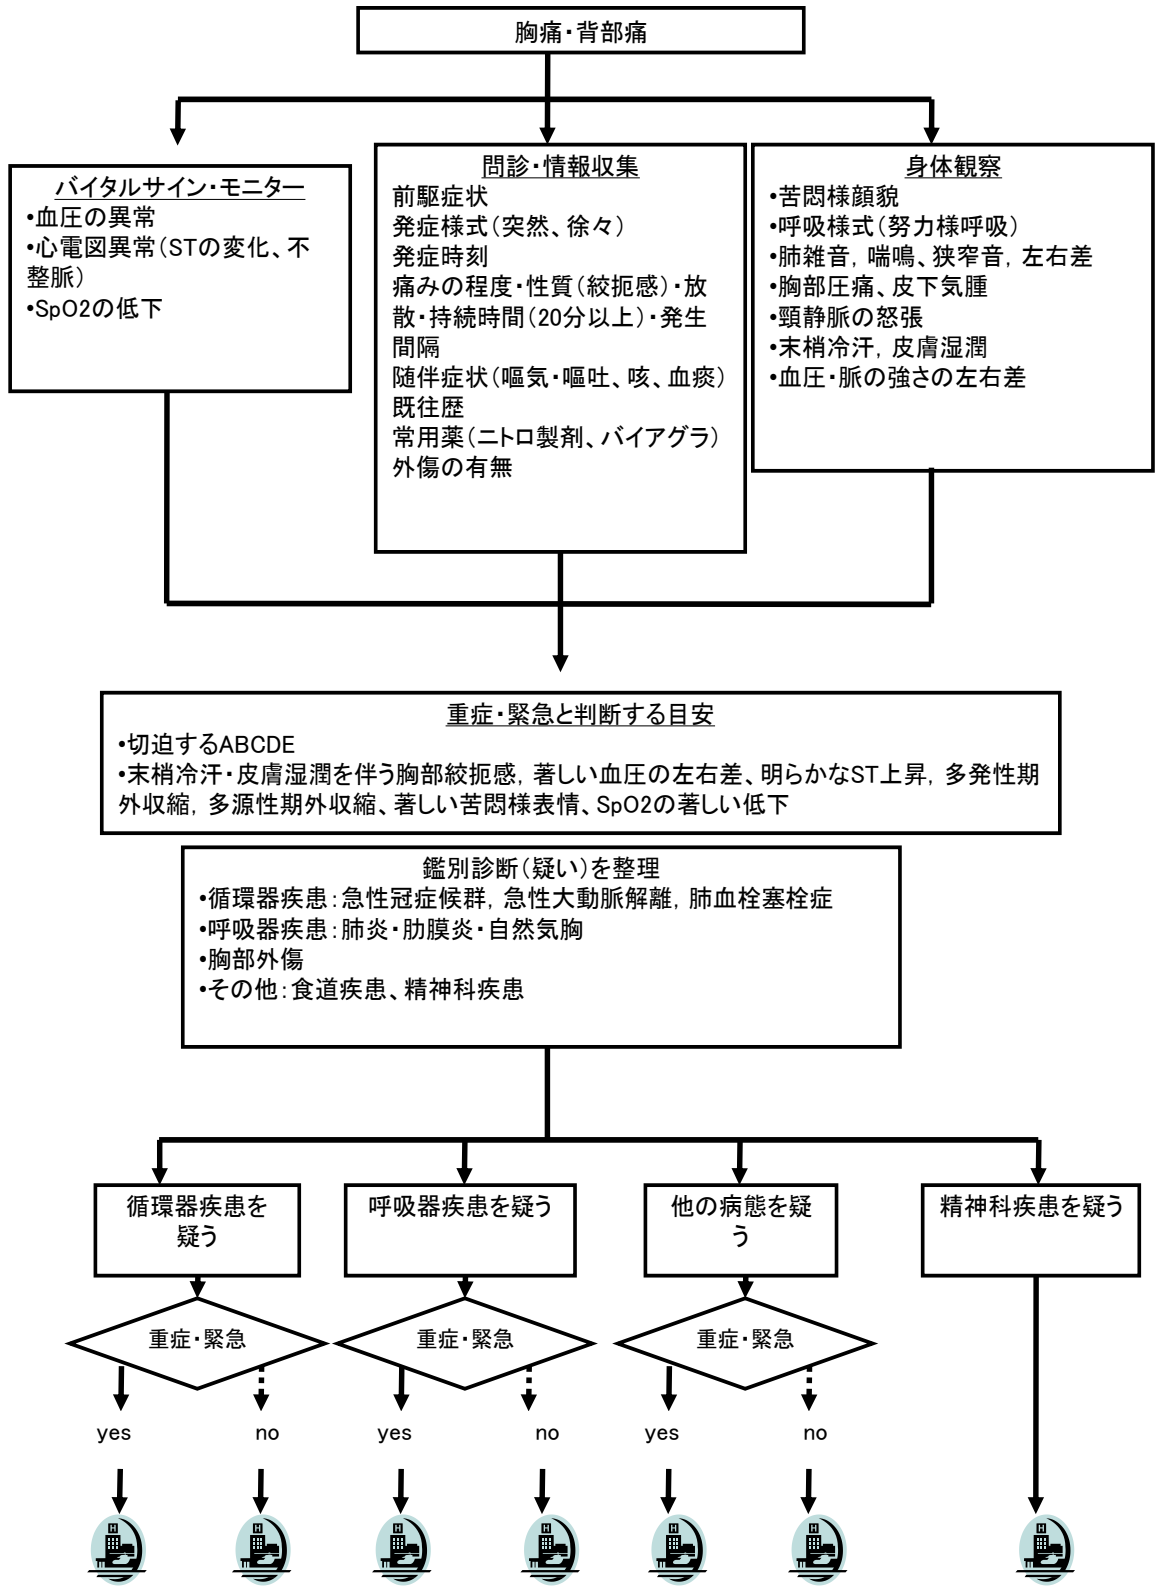 胸痛・背部痛
バイタルサイン・モニター
•血圧の異常
•心電図異常（STの変化、不
整脈）
•SpO2の低下
問診・情報収集
前駆症状
発症様式（突然、徐々）
発症時刻
痛みの程度・性質（絞扼感）・放
散・持続時間（20分以上）・発生
間隔
随伴症状（嘔気・嘔吐、咳、血痰）
既往歴
常用薬（ニトロ製剤、バイアグラ）
外傷の有無
身体観察
•苦悶様顔貌
•呼吸様式（努力様呼吸）
•肺雑音，喘鳴、狭窄音，左右差
•胸部圧痛、皮下気腫
•頸静脈の怒張
•末梢冷汗，皮膚湿潤
•血圧・脈の強さの左右差
重症・緊急と判断する目安
•切迫するABCDE
•末梢冷汗・皮膚湿潤を伴う胸部絞扼感，著しい血圧の左右差、明らかなST上昇，多発性期
外収縮，多源性期外収縮、著しい苦悶様表情、SpO2の著しい低下
鑑別診断（疑い）を整理
•循環器疾患：急性冠症候群，急性大動脈解離，肺血栓塞栓症
•呼吸器疾患：肺炎・肋膜炎・自然気胸
•胸部外傷
•その他：食道疾患、精神科疾患
循環器疾患を
疑う
呼吸器疾患を疑う
他の病態を疑
う
精神科疾患を疑う
重症・緊急
重症・緊急
重症・緊急
yes
no
yes
no
yes
no
H
H
H
H
H
H
H